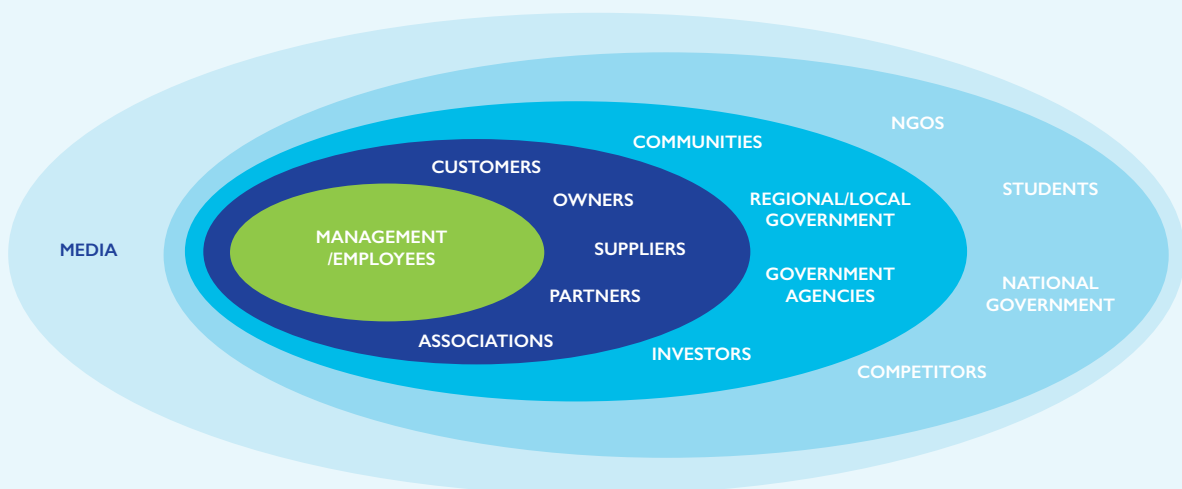 NGOS
COMMUNITIES
CUSTOMERS
STUDENTS
OWNERS
REGIONAL/LOCAL
GOVERNMENT
MANAGEMENT
/EMPLOYEES
MEDIA
SUPPLIERS
GOVERNMENT
AGENCIES
NATIONAL
GOVERNMENT
PARTNERS
ASSOCIATIONS
INVESTORS
COMPETITORS